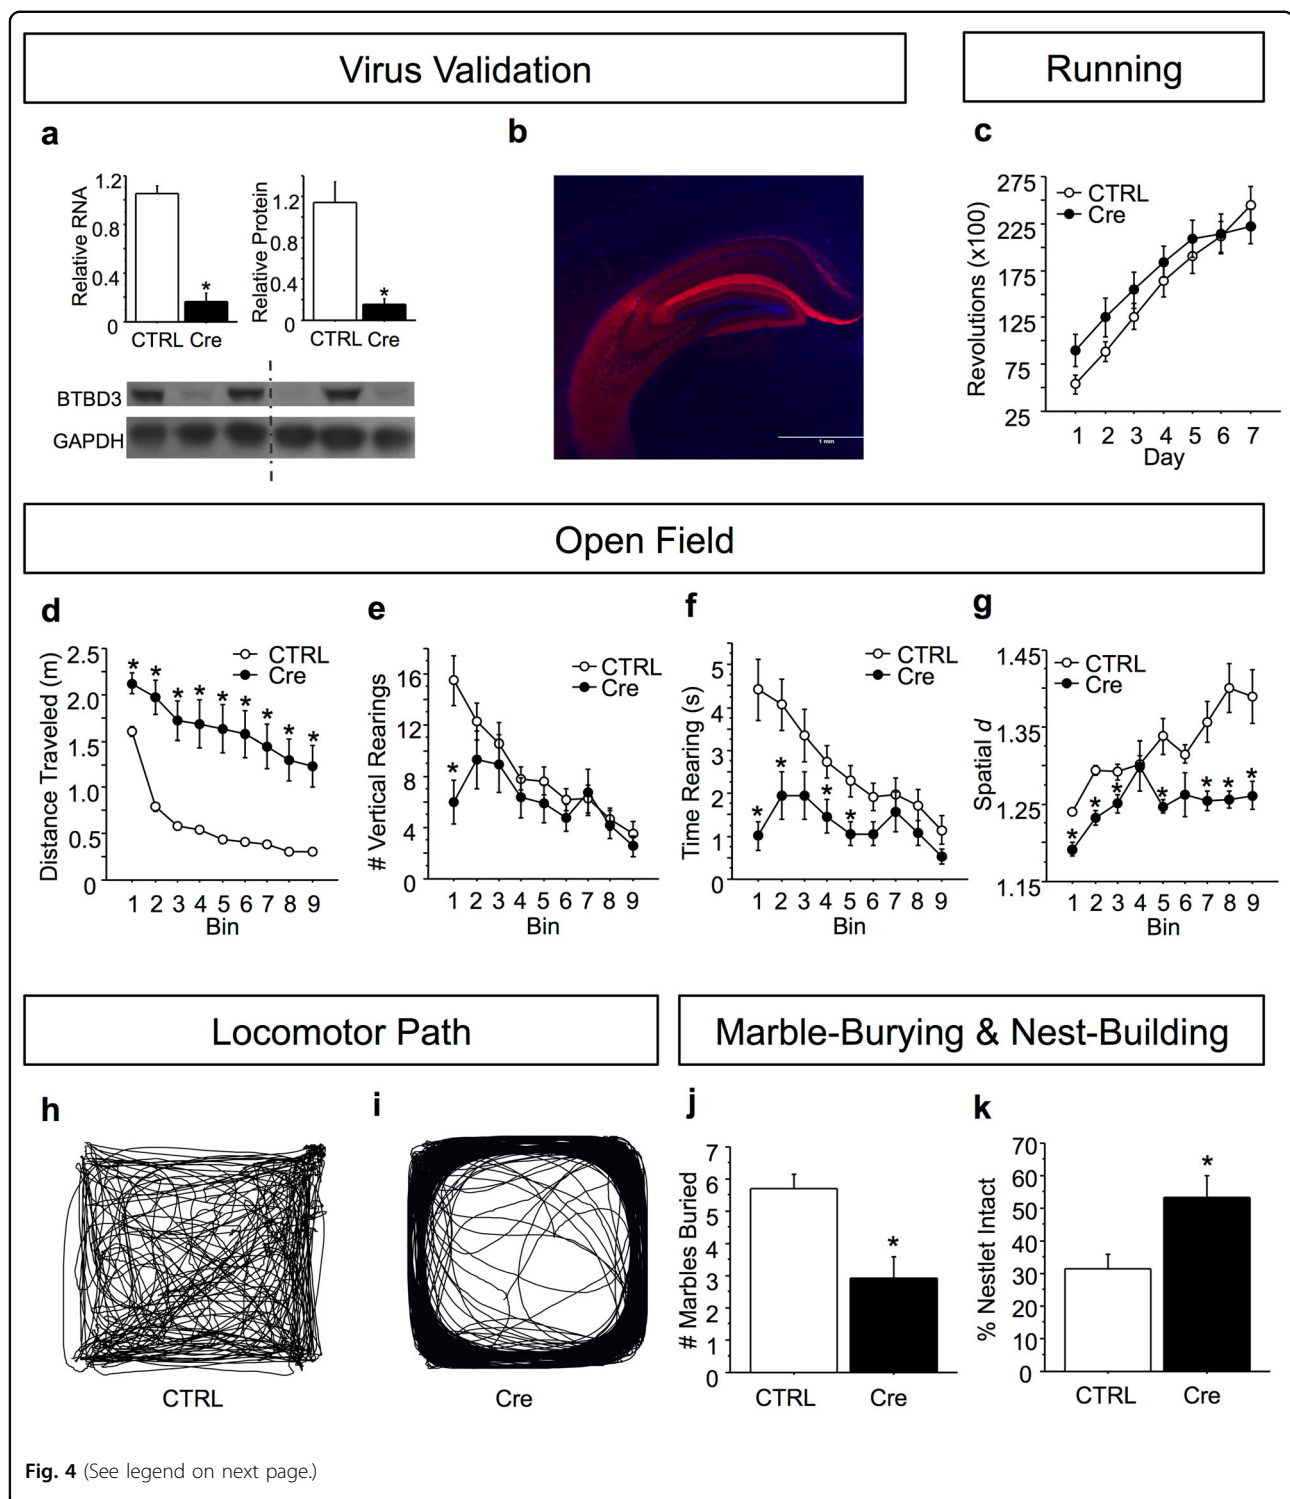 Virus Validation
Running
a
Relative RNA
1.2
0.8
0.4
0
CTRL Cre
*
Relative Protein
1.2
0.8
0.4
0
CTRL Cre
*
BTBD3
GAPDH
b
1 mm
c
Revolutions (x100)
275
225
175
125
75
25
CTRL
Cre
1 2 3 4 5 6 7
Day
Open Field
d
Distance Traveled (m)
2.5
2.0
1.5
1.0
0.5
0
CTRL
Cre
* * * * * * * * *
1 2 3 4 5 6 7 8 9
Bin
e
# Vertical Rearings
16
12
8
4
0
CTRL
Cre
*
1 2 3 4 5 6 7 8 9
Bin
f
Time Rearing (s)
5
4
3
2
1
0
CTRL
Cre
* * * *
1 2 3 4 5 6 7 8 9
Bin
g
Spatial d
1.45
1.35
1.25
1.15
CTRL
Cre
* * * * * * *
1 2 3 4 5 6 7 8 9
Bin
Locomotor Path
Marble-Burying & Nest-Building
h
CTRL
i
Cre
j
# Marbles Buried
7
6
5
4
3
2
1
0
*
CTRL Cre
k
% Nestlet Intact
70
60
50
40
30
20
10
0
*
CTRL Cre
Fig. 4 (See legend on next page.)